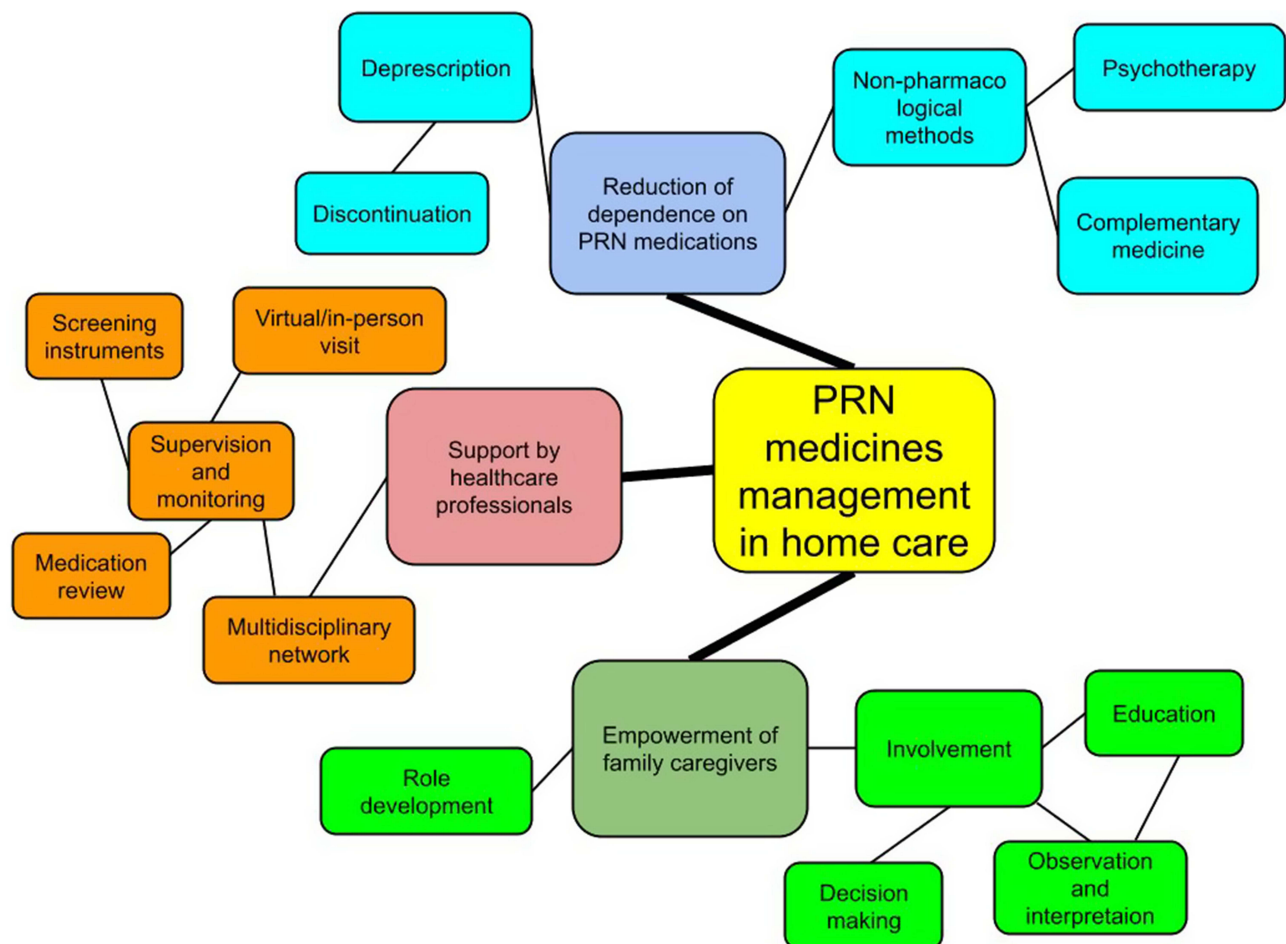 Deprescription
Discontinuation
Reduction of
dependence on
PRN medications
Non-pharmaco
logical
methods
Psychotherapy
Complementary
medicine
Screening
instruments
Virtual/in-person
visit
Supervision
and
monitoring
Medication
review
Multidisciplinary
network
Support by
healthcare
professionals
PRN
medicines
management
in home care
Empowerment of
family caregivers
Role
development
Involvement
Education
Decision
making
Observation
and
interpretaion